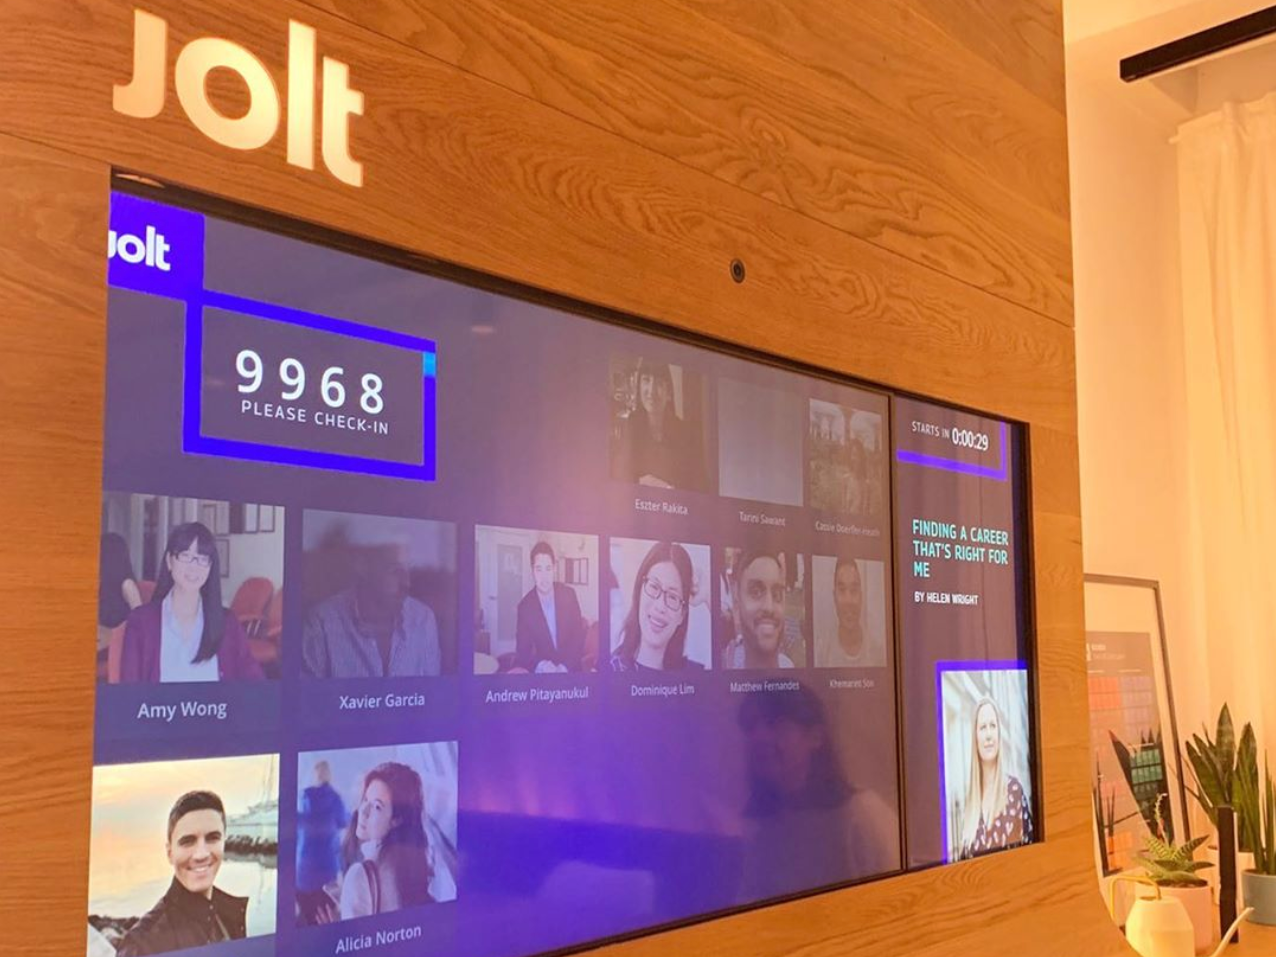 Jolt
Jolt
9968
PLEASE CHECK-IN
STARTS IN 0:00:29
Eszter Rakita
Tarini Sawant
FINDING A CAREER
THAT'S RIGHT FOR
ME
BY HELEN WRIGHT
Amy Wong
Xavier Garcia
Andrew Pitayanukul
Dominique Lim
Matthew Fernandes
Alicia Norton